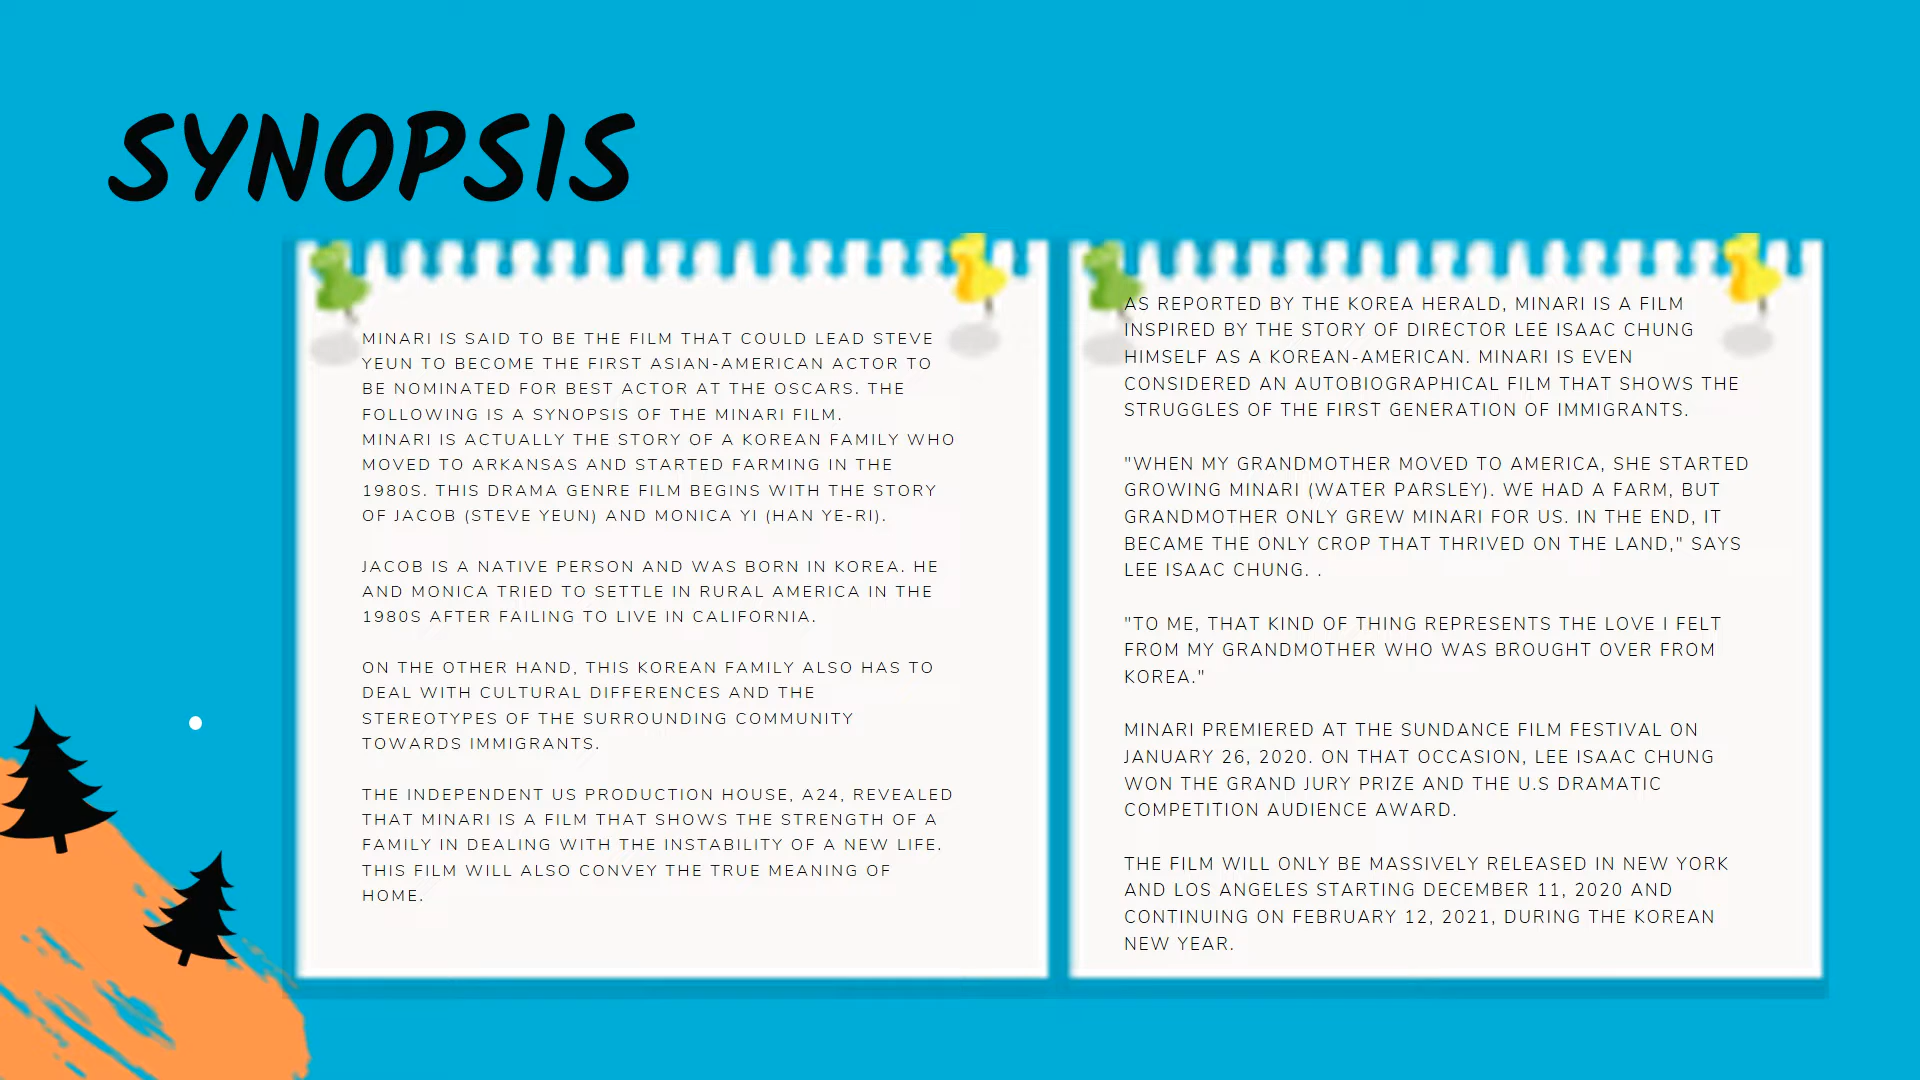 SYNOPSIS
MINARI IS SAID TO BE THE FILM THAT COULD LEAD STEVE
YEUN TO BECOME THE FIRST ASIAN-AMERICAN ACTOR TO
BE NOMINATED FOR BEST ACTOR AT THE OSCARS. THE
FOLLOWING IS A SYNOPSIS OF THE MINARI FILM.
MINARI IS ACTUALLY THE STORY OF A KOREAN FAMILY WHO
MOVED TO ARKANSAS AND STARTED FARMING IN THE
1980S. THIS DRAMA GENRE FILM BEGINS WITH THE STORY
OF JACOB (STEVE YEUN) AND MONICA YI (HAN YE-RI).
JACOB IS A NATIVE PERSON AND WAS BORN IN KOREA. HE
AND MONICA TRIED TO SETTLE IN RURAL AMERICA IN THE
1980S AFTER FAILING TO LIVE IN CALIFORNIA.
ON THE OTHER HAND, THIS KOREAN FAMILY ALSO HAS TO
DEAL WITH CULTURAL DIFFERENCES AND THE
STEREOTYPES OF THE SURROUNDING COMMUNITY
TOWARDS IMMIGRANTS.
THE INDEPENDENT US PRODUCTION HOUSE, A24, REVEALED
THAT MINARI IS A FILM THAT SHOWS THE STRENGTH OF A
FAMILY IN DEALING WITH THE INSTABILITY OF A NEW LIFE.
THIS FILM WILL ALSO CONVEY THE TRUE MEANING OF
HOME.
AS REPORTED BY THE KOREA HERALD, MINARI IS A FILM
INSPIRED BY THE STORY OF DIRECTOR LEE ISAAC CHUNG
HIMSELF AS A KOREAN-AMERICAN. MINARI IS EVEN
CONSIDERED AN AUTOBIOGRAPHICAL FILM THAT SHOWS THE
STRUGGLES OF THE FIRST GENERATION OF IMMIGRANTS.
"WHEN MY GRANDMOTHER MOVED TO AMERICA, SHE STARTED
GROWING MINARI (WATER PARSLEY). WE HAD A FARM, BUT
GRANDMOTHER ONLY GREW MINARI FOR US. IN THE END, IT
BECAME THE ONLY CROP THAT THRIVED ON THE LAND," SAYS
LEE ISAAC CHUNG. .
"TO ME, THAT KIND OF THING REPRESENTS THE LOVE I FELT
FROM MY GRANDMOTHER WHO WAS BROUGHT OVER FROM
KOREA."
MINARI PREMIERED AT THE SUNDANCE FILM FESTIVAL ON
JANUARY 26, 2020. ON THAT OCCASION, LEE ISAAC CHUNG
WON THE GRAND JURY PRIZE AND THE U.S DRAMATIC
COMPETITION AUDIENCE AWARD.
THE FILM WILL ONLY BE MASSIVELY RELEASED IN NEW YORK
AND LOS ANGELES STARTING DECEMBER 11, 2020 AND
CONTINUING ON FEBRUARY 12, 2021, DURING THE KOREAN
NEW YEAR.